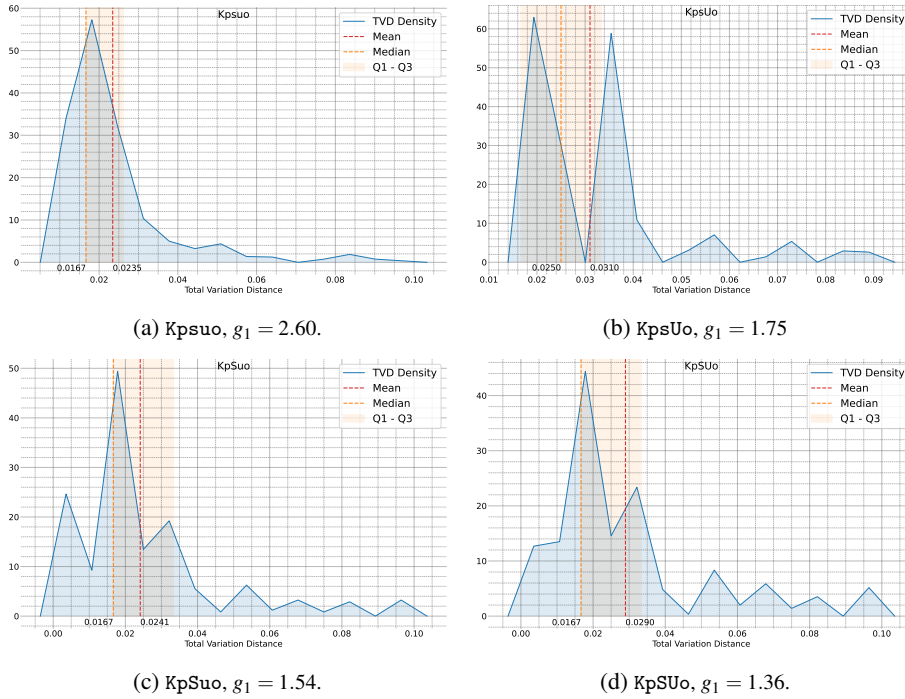 Kpsuo
TVD Density
Mean
Median
Q1 - Q3
60
50
40
30
20
10
0
0.0167
0.0235
0.02
0.04
0.06
0.08
0.10
Total Variation Distance
(a) Kpsuo, g1 = 2.60.
KpsUo
TVD Density
Mean
Median
Q1 - Q3
60
50
40
30
20
10
0
0.0250
0.0310
0.01
0.02
0.03
0.04
0.05
0.06
0.07
0.08
0.09
Total Variation Distance
(b) KpsUo, g1 = 1.75
KpSuo
TVD Density
Mean
Median
Q1 - Q3
50
40
30
20
10
0
0.0167
0.0241
0.00
0.02
0.04
0.06
0.08
0.10
Total Variation Distance
(c) KpSuo, g1 = 1.54.
KpSUo
TVD Density
Mean
Median
Q1 - Q3
40
30
20
10
0
0.0167
0.0290
0.00
0.02
0.04
0.06
0.08
0.10
Total Variation Distance
(d) KpSUo, g1 = 1.36.